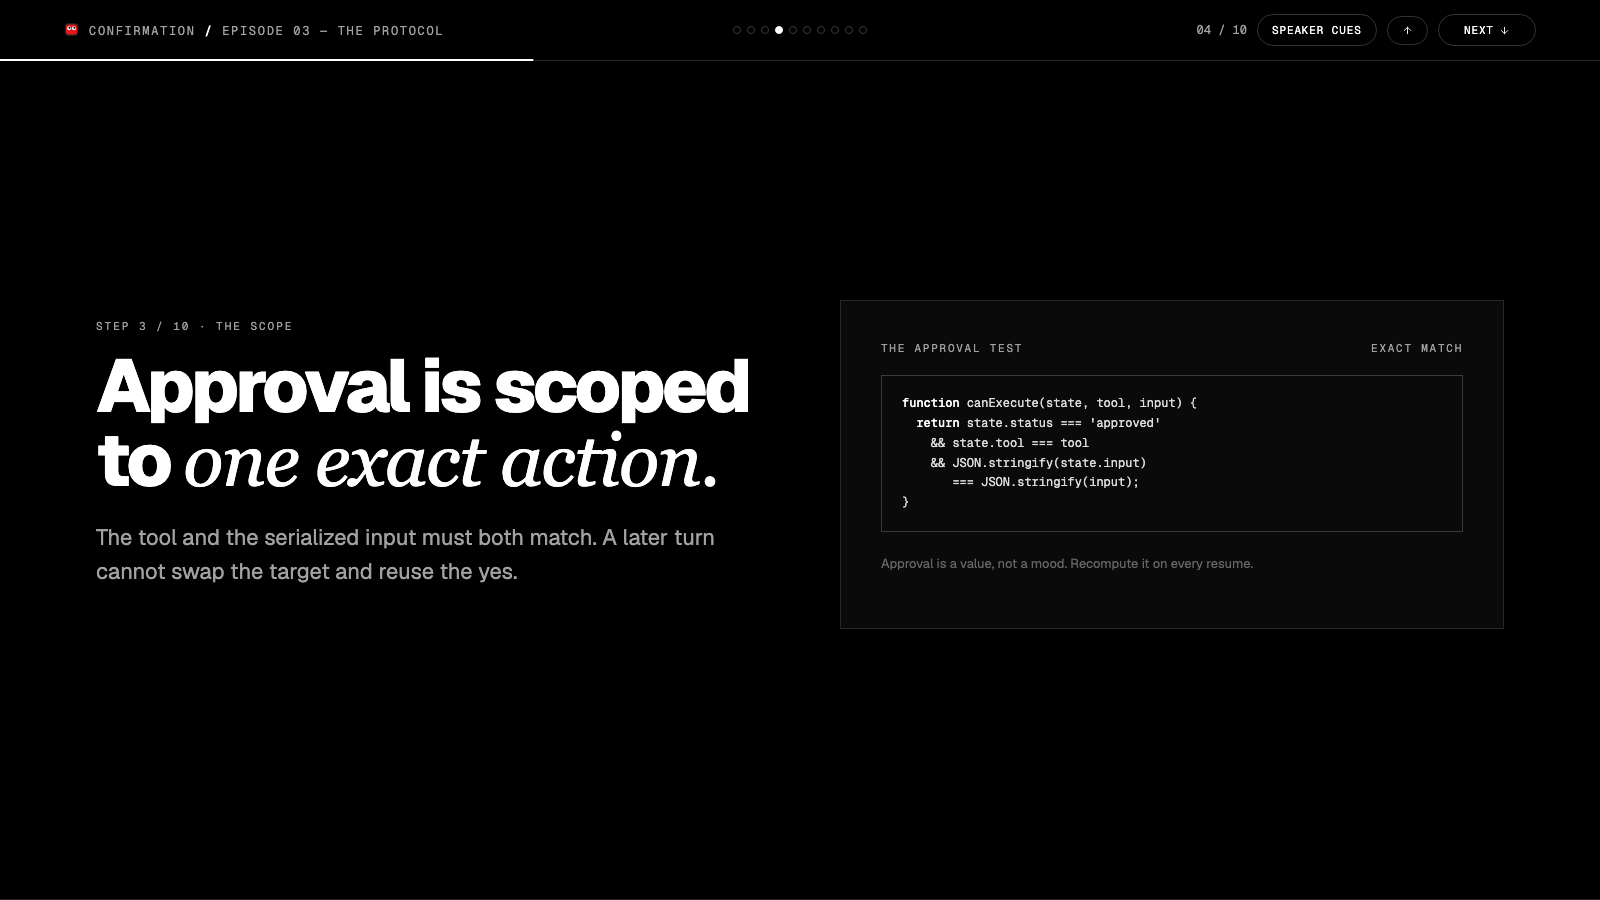 CONFIRMATION / EPISODE 03 — THE PROTOCOL
04 / 10
SPEAKER CUES
↑
NEXT ↓
STEP 3 / 10 · THE SCOPE
Approval is scoped
to one exact action.
The tool and the serialized input must both match. A later turn
cannot swap the target and reuse the yes.
THE APPROVAL TEST
EXACT MATCH
function canExecute(state, tool, input) {
  return state.status === 'approved'
    && state.tool === tool
    && JSON.stringify(state.input)
       === JSON.stringify(input);
}
Approval is a value, not a mood. Recompute it on every resume.